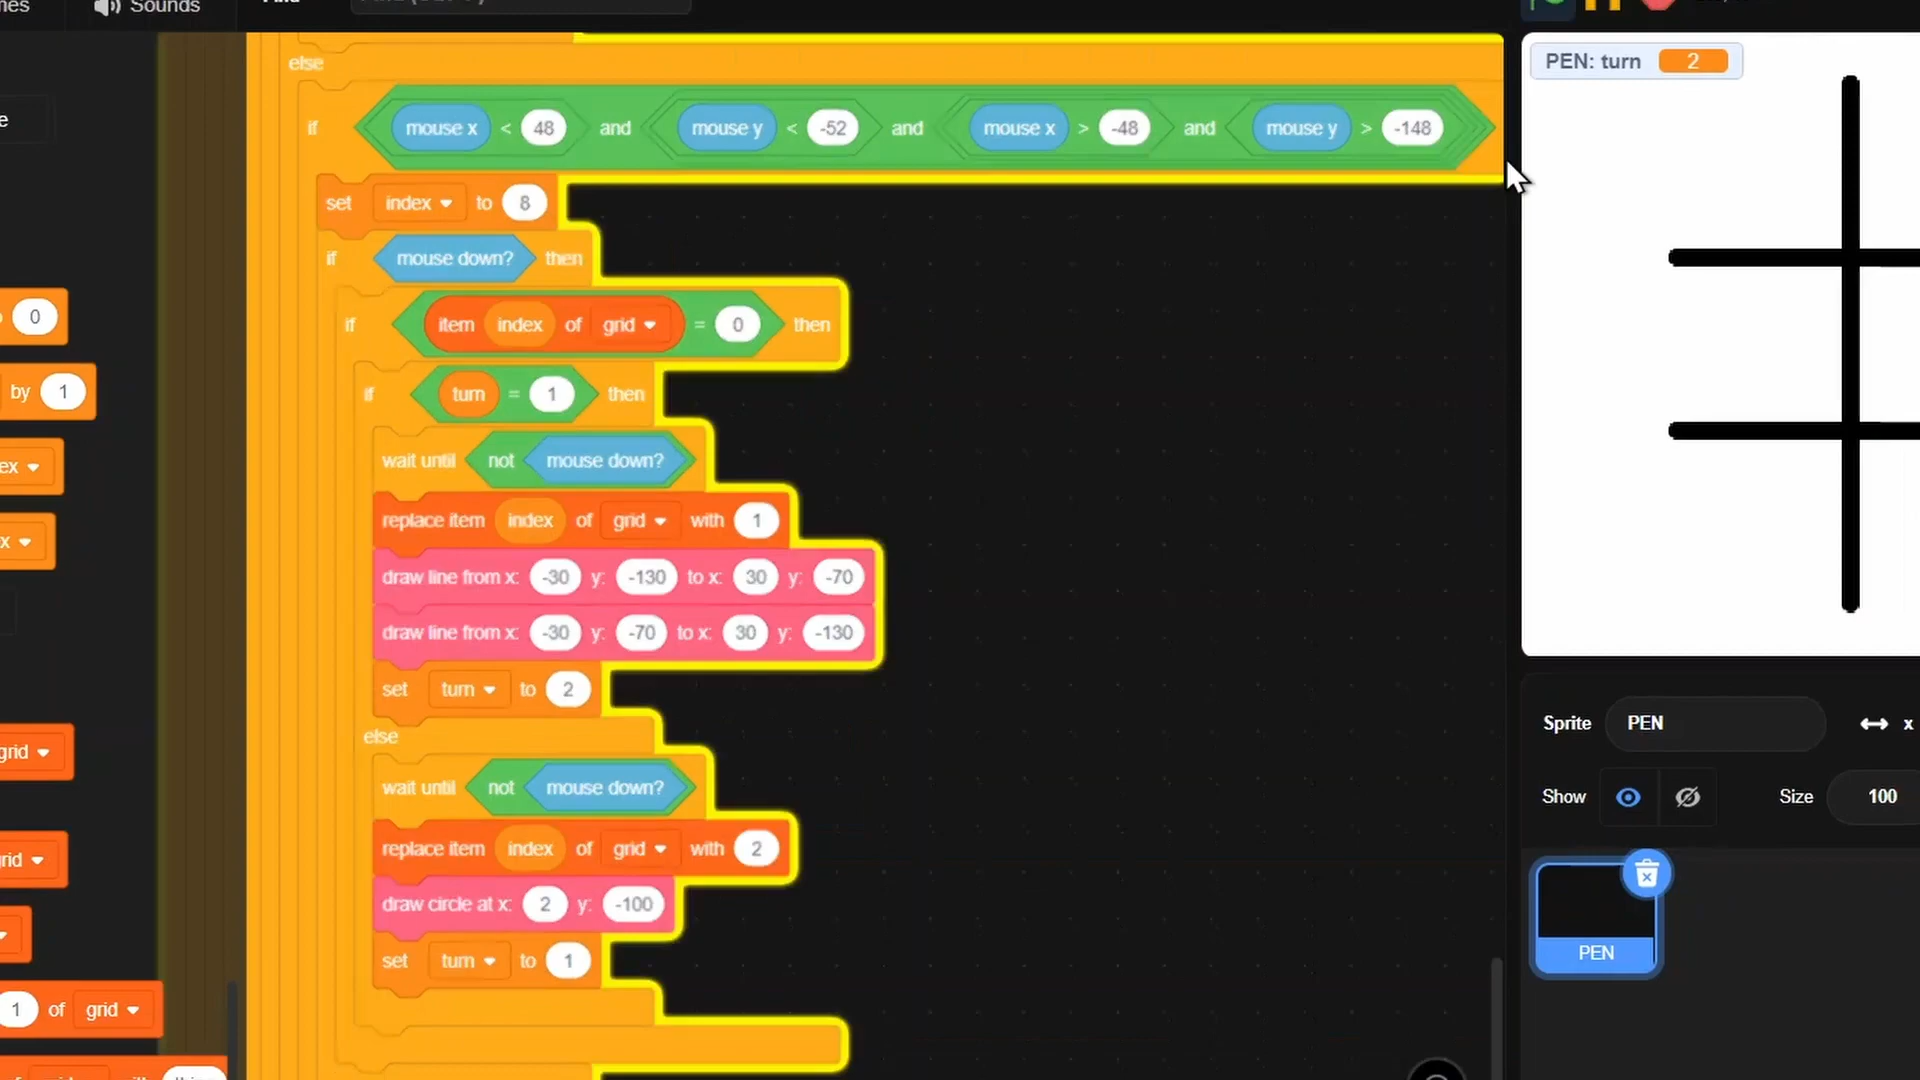 Sounds
else
PEN: turn 2
if mouse x < 48 and mouse y < -52 and mouse x > -48 and mouse y > -148
set index to 8
if mouse down? then
0
if item index of grid = 0 then
by 1
if turn = 1 then
wait until not mouse down?
replace item index of grid with 1
draw line from x: -30 y: -130 to x: 30 y: -70
draw line from x: -30 y: -70 to x: 30 y: -130
set turn to 2
Sprite PEN x
else
grid
wait until not mouse down?
Show Size 100
replace item index of grid with 2
draw circle at x: 2 y: -100
set turn to 1
PEN
1 of grid